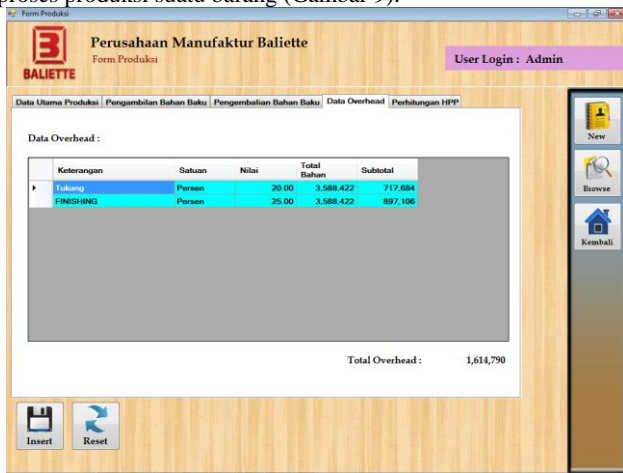 proses produksi suatu barang (Gambar 9).
Form Produksi
Perusahaan Manufaktur Baliette
Form Produksi
BALIETTE
User Login : Admin
Data Utama Produksi Pengambilan Bahan Baku Pengembalian Bahan Baku Data Overhead Perhitungan HPP
Data Overhead :
Keterangan Satuan Nilai Total Bahan Subtotal
Tukang Persen 20.00 3,588,422 717,684
FINISHING Persen 25.00 3,588,422 897,106
Total Overhead : 1,614,790
New
Browse
Kembali
Insert Reset